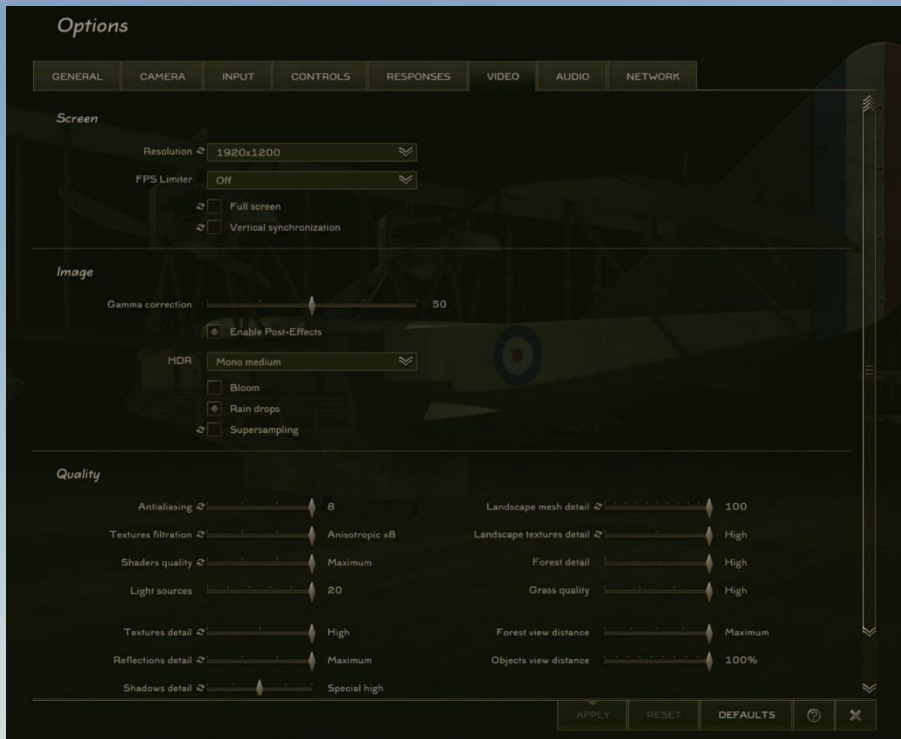 Options
GENERAL CAMERA INPUT CONTROLS RESPONSES VIDEO AUDIO NETWORK
Screen
Resolution 1920x1200
FPS Limiter Off
Full screen
Vertical synchronization
Image
Gamma correction 50
Enable Post-Effects
HDR Mono medium
Bloom
Rain drops
Supersampling
Quality
Antialiasing 8 Landscape mesh detail 100
Textures filtration Anisotropic x8 Landscape textures detail High
Shaders quality Maximum Forest detail High
Light sources 20 Grass quality High
Textures detail High Forest view distance Maximum
Reflections detail Maximum Objects view distance 100%
Shadows detail Special high
APPLY RESET DEFAULTS ?